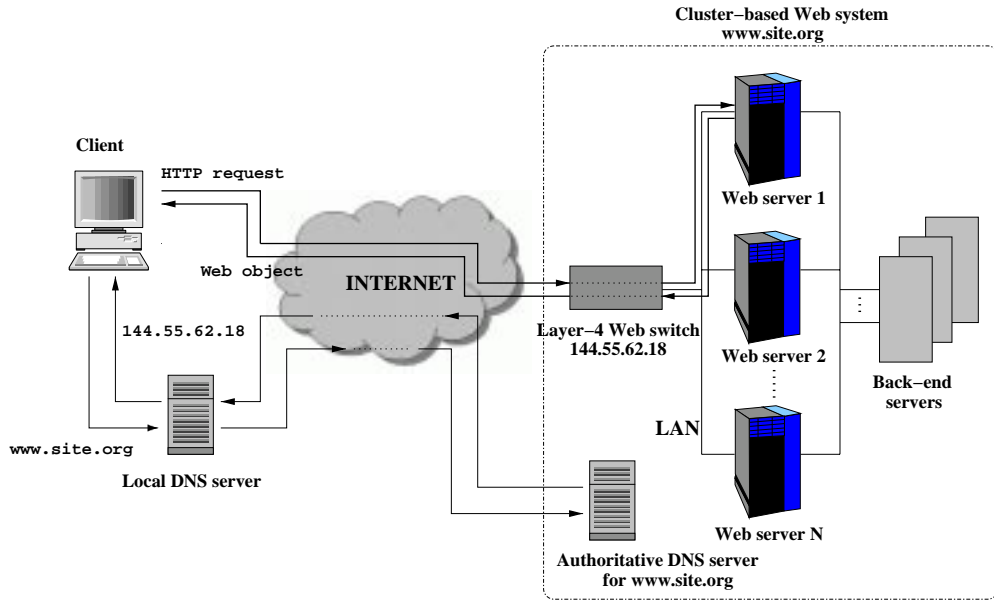 Cluster−based Web system
www.site.org
Client
HTTP request
Web object
INTERNET
144.55.62.18
www.site.org
Local DNS server
Layer−4 Web switch
144.55.62.18
Web server 1
Web server 2
LAN
Web server N
Back−end
servers
Authoritative DNS server
for www.site.org